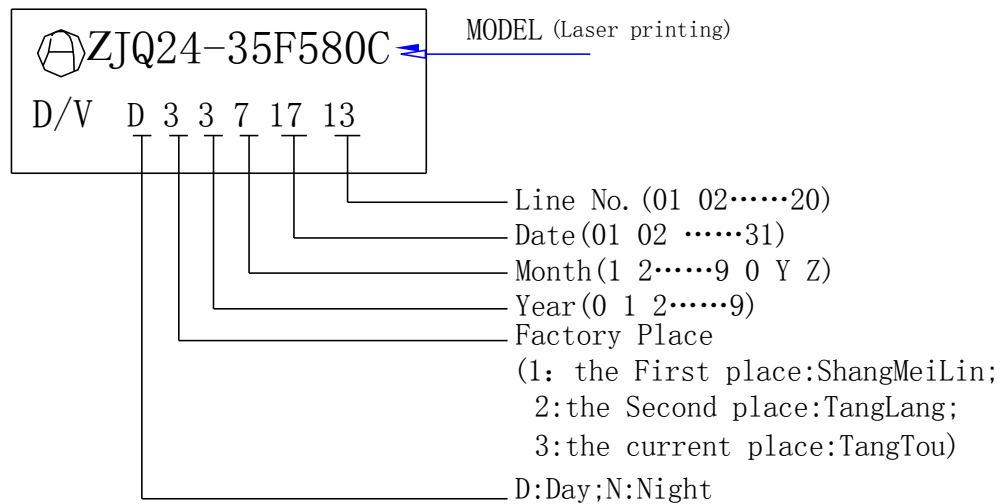 ZJQ24-35F580C
MODEL (Laser printing)
D/V D 3 3 7 17 13
Line No.(01 02……20)
Date(01 02 ……31)
Month(1 2……9 0 Y Z)
Year(0 1 2……9)
Factory Place
(1: the First place:ShangMeiLin;
2:the Second place:TangLang;
3:the current place:TangTou)
D:Day;N:Night